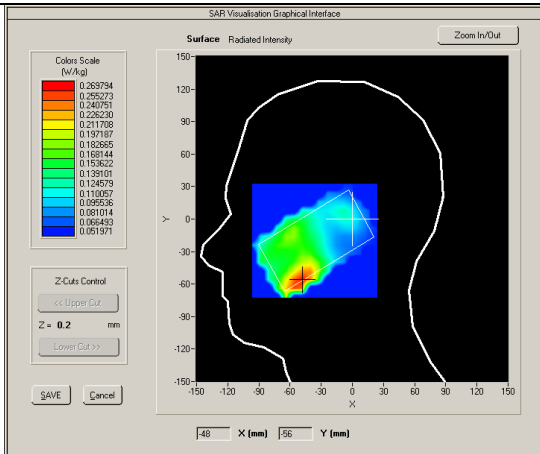 SAR Visualisation Graphical Interface
Surface Radiated Intensity
Zoom In/Out
Colors Scale
(W/kg)
0.269794
0.255273
0.240751
0.226230
0.211708
0.197187
0.182665
0.168144
0.153622
0.139101
0.124579
0.110057
0.095536
0.081014
0.066493
0.051971
150
120
90
60
30
0
-30
-60
-90
-120
-150
Y
-150 -120 -90 -60 -30 0 30 60 90 120 150
X
Z-Cuts Control
<< Upper Cut
Z = 0.2 mm
Lower Cut >>
SAVE Cancel
-48 X (mm) -56 Y (mm)